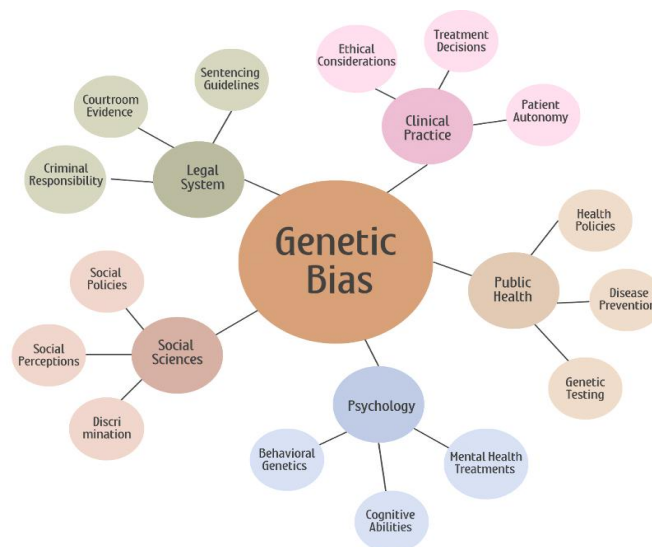 Genetic
Bias
Legal
System
Sentencing
Guidelines
Courtroom
Evidence
Criminal
Responsibility
Clinical
Practice
Ethical
Considerations
Treatment
Decisions
Patient
Autonomy
Public
Health
Health
Policies
Disease
Prevention
Genetic
Testing
Psychology
Behavioral
Genetics
Cognitive
Abilities
Mental Health
Treatments
Social
Sciences
Social
Policies
Social
Perceptions
Discri
mination